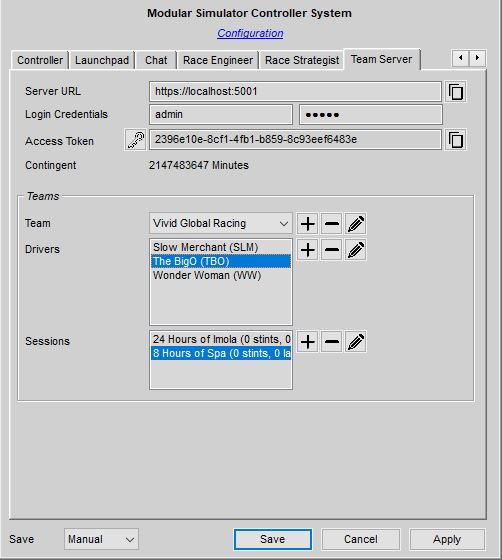 Modular Simulator Controller System
Configuration
Controller Launchpad Chat Race Engineer Race Strategist Team Server
Server URL https://localhost:5001
Login Credentials admin •••••
Access Token 2396e10e-8cf1-4fb1-b859-8c93eef6483e
Contingent 2147483647 Minutes
Teams
Team Vivid Global Racing
Drivers Slow Merchant (SLM)
The BigO (TBO)
Wonder Woman (WW)
Sessions 24 Hours of Imola (0 stints, 0
8 Hours of Spa (0 stints, 0 la
Save Manual Save Cancel Apply